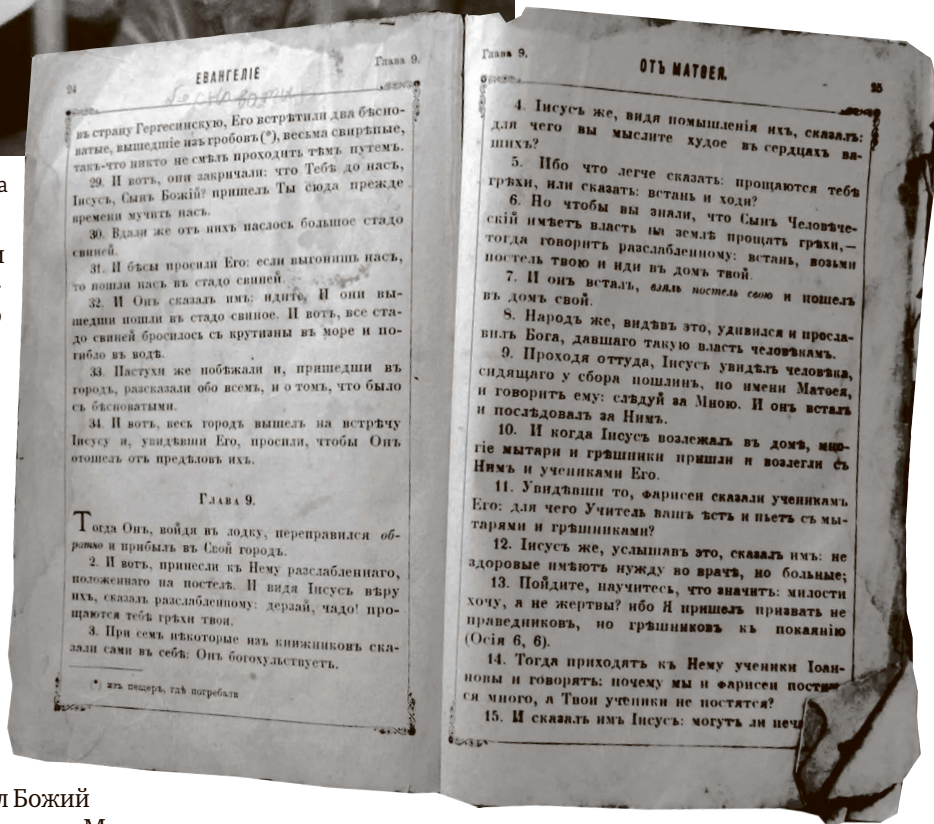 24
ЕВАНГЕЛІЕ
Глава 9.
въ страну Гергесинскую, Его встрѣтили два бѣсно-
ватые, вышедшіе изъ гробовъ(*), весьма свирѣпые,
такъ-что никто не смѣлъ проходить тѣмъ путемъ.
29. И вотъ, они закричали: что Тебѣ до насъ,
Іисусъ, Сынъ Божій? пришелъ Ты сюда прежде
времени мучить насъ.
30. Вдали же отъ нихъ паслось большое стадо
свиней.
31. И бѣсы просили Его: если выгонишь насъ,
то пошли насъ въ стадо свиней.
32. И Онъ сказалъ имъ: идите. И они вы-
шедши пошли въ стадо свиное. И вотъ, все ста-
до свиней бросилось съ крутизны въ море и по-
гибло въ водѣ.
33. Пастухи же побѣжали и, пришедши въ
городъ, разсказали обо всемъ, и о томъ, что было
съ бѣсноватыми.
34. И вотъ, весь городъ вышелъ на встрѣчу
Іисусу и, увидѣвши Его, просили, чтобы Онъ
отошелъ отъ предѣловъ ихъ.
Глава 9.
Тогда Онъ, войдя въ лодку, переправился об-
ратно и прибылъ въ Свой городъ.
2. И вотъ, принесли къ Нему разслабленнаго,
положеннаго на постелѣ. И видя Іисусъ вѣру
ихъ, сказалъ разслабленному: дерзай, чадо! про-
щаются тебѣ грѣхи твои.
3. При семъ нѣкоторые изъ книжниковъ ска-
зали сами въ себѣ: Онъ богохульствуетъ.
(*) изъ пещеръ, гдѣ погребали
Глава 9.
ОТЪ МАТѲЕЯ.
25
4. Іисусъ же, видя помышленія ихъ, сказалъ:
для чего вы мыслите худое въ сердцахъ ва-
шихъ?
5. Ибо что легче сказать: прощаются тебѣ
грѣхи, или сказать: встань и ходи?
6. Но чтобы вы знали, что Сынъ Человѣче-
скій имѣетъ власть на землѣ прощать грѣхи,—
тогда говоритъ разслабленному: встань, возьми
постель твою и иди въ домъ твой.
7. И онъ всталъ, взялъ постель свою и пошелъ
въ домъ свой.
8. Народъ же, видѣвъ это, удивился и просла-
вилъ Бога, давшаго такую власть человѣкамъ.
9. Проходя оттуда, Іисусъ увидѣлъ человѣка,
сидящаго у сбора пошлинъ, по имени Матѳея,
и говоритъ ему: слѣдуй за Мною. И онъ всталъ
и послѣдовалъ за Нимъ.
10. И когда Іисусъ возлежалъ въ домѣ, мно-
гіе мытари и грѣшники пришли и возлегли съ
Нимъ и учениками Его.
11. Увидѣвши то, фарисеи сказали ученикамъ
Его: для чего Учитель вашъ ѣстъ и пьетъ съ мы-
тарями и грѣшниками?
12. Іисусъ же, услышавъ это, сказалъ имъ: не
здоровые имѣютъ нужду во врачѣ, но больные;
13. Пойдите, научитесь, что значитъ: милости
хочу, а не жертвы? ибо Я пришелъ призвать не
праведниковъ, но грѣшниковъ къ покаянію
(Осія 6, 6).
14. Тогда приходятъ къ Нему ученики Іоан-
новы и говорятъ: почему мы и фарисеи постим-
ся много, а Твои ученики не постятся?
15. И сказалъ имъ Іисусъ: могутъ ли печ
л Божий